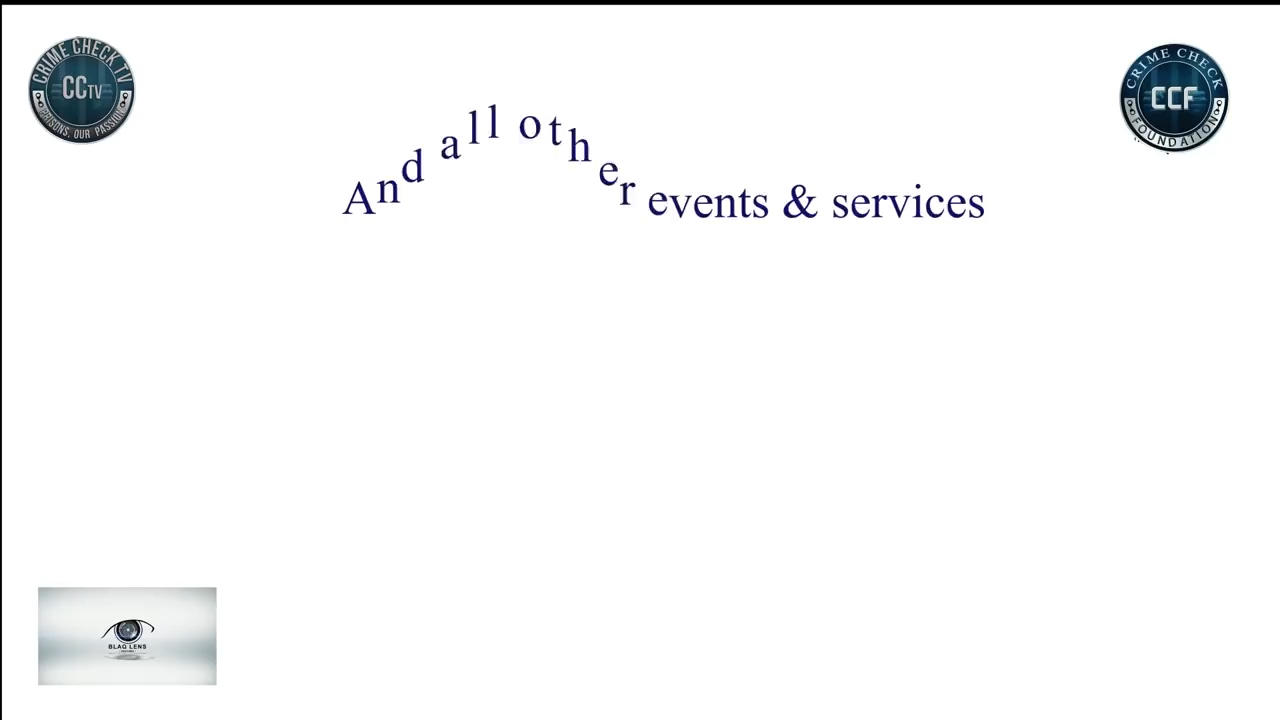 CRIME CHECK TV
CCTV
PRISONS, OUR PASSION
CRIME CHECK
CCF
FOUNDATION
And all other events & services
BLAQ LENS